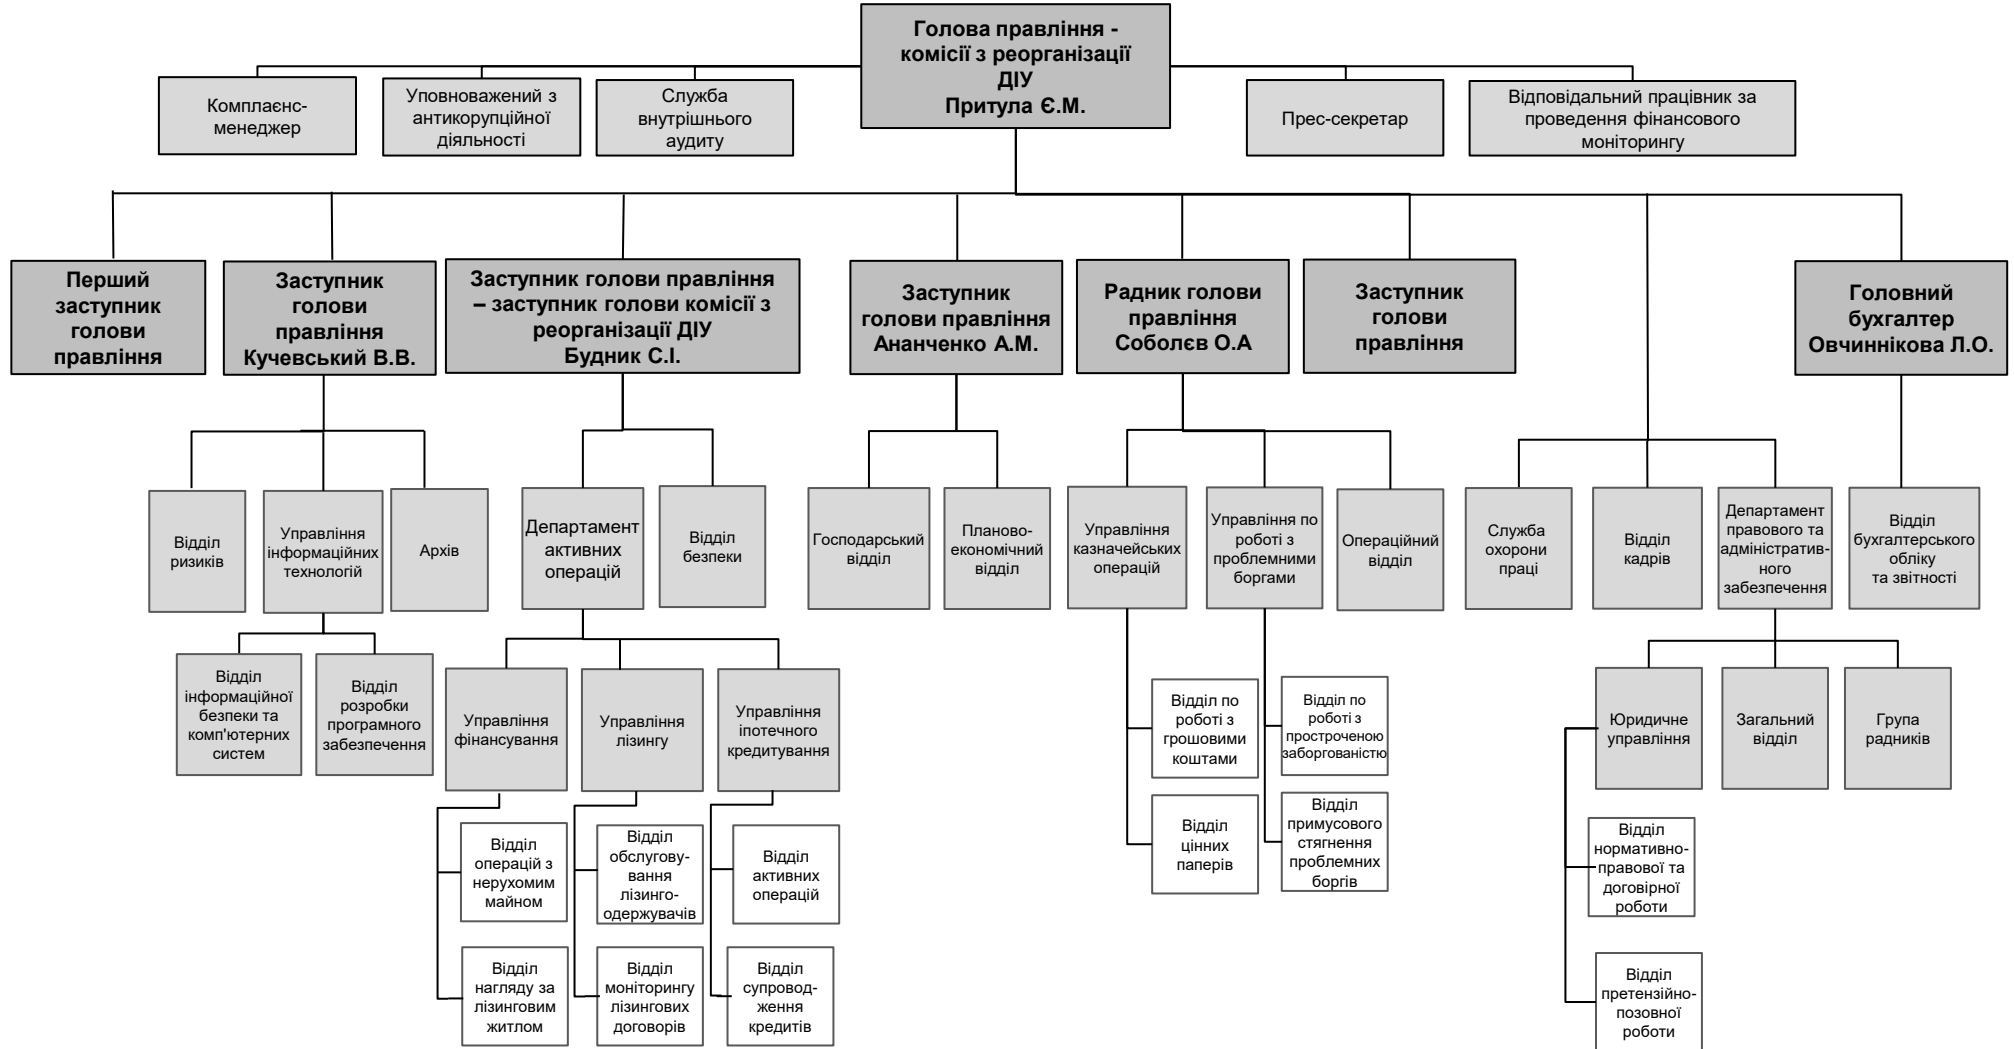 Голова правління -
комісії з реорганізації
ДІУ
Притула Є.М.
Комплаєнс-
менеджер
Уповноважений з
антикорупційної
діяльності
Служба
внутрішнього
аудиту
Прес-секретар
Відповідальний працівник за
проведення фінансового
моніторингу
Перший
заступник
голови
правління
Заступник
голови
правління
Кучевський В.В.
Заступник голови правління
– заступник голови комісії з
реорганізації ДІУ
Будник С.І.
Заступник
голови правління
Ананченко А.М.
Радник голови
правління
Соболєв О.А
Заступник
голови
правління
Головний
бухгалтер
Овчиннікова Л.О.
Відділ
ризиків
Управління
інформаційних
технологій
Архів
Департамент
активних
операцій
Відділ
безпеки
Господарський
відділ
Планово-
економічний
відділ
Управління
казначейських
операцій
Управління по
роботі з
проблемними
боргами
Операційний
відділ
Служба
охорони
праці
Відділ
кадрів
Департамент
правового та
адміністратив-
ного
забезпечення
Відділ
бухгалтерського
обліку
та звітності
Відділ
інформаційної
безпеки та
комп'ютерних
систем
Відділ
розробки
програмного
забезпечення
Управління
фінансування
Управління
лізингу
Управління
іпотечного
кредитування
Відділ по
роботі з
грошовими
коштами
Відділ по
роботі з
простроченою
заборгованістю
Юридичне
управління
Загальний
відділ
Група
радників
Відділ
операцій з
нерухомим
майном
Відділ
обслугову-
вання
лізинго-
одержувачів
Відділ
активних
операцій
Відділ
цінних
паперів
Відділ
примусового
стягнення
проблемних
боргів
Відділ
нормативно-
правової та
договірної
роботи
Відділ
нагляду за
лізинговим
житлом
Відділ
моніторингу
лізингових
договорів
Відділ
супровод-
ження
кредитів
Відділ
претензійно-
позовної
роботи